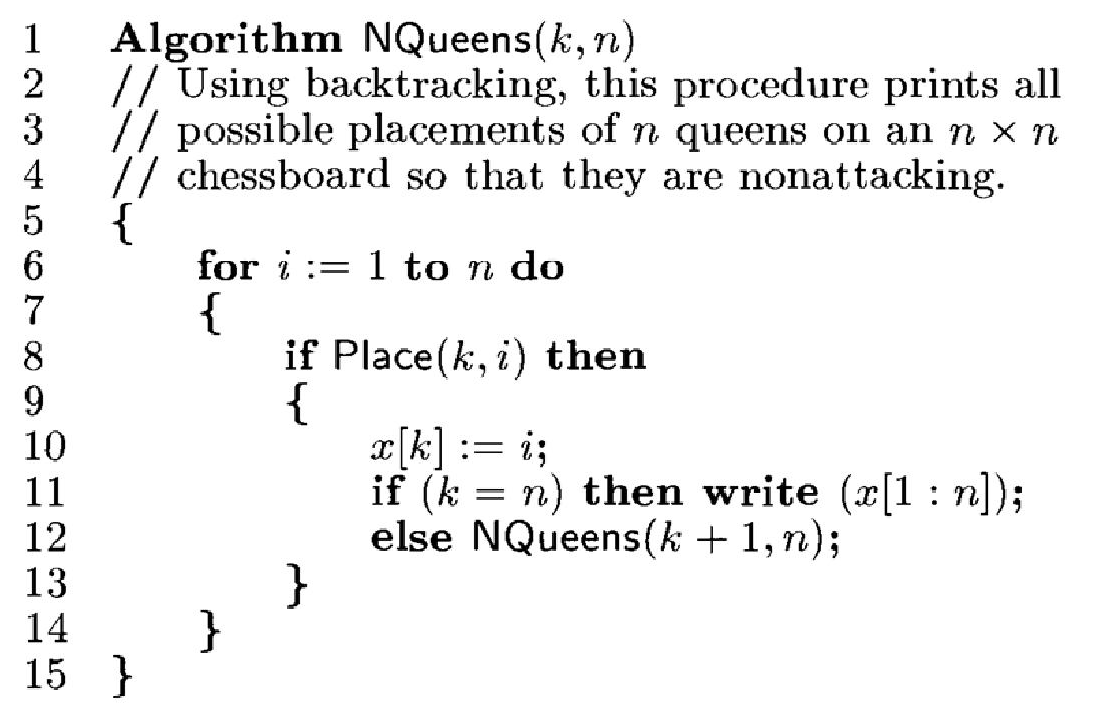 1 Algorithm NQueens(k, n)
2 // Using backtracking, this procedure prints all
3 // possible placements of n queens on an n × n
4 // chessboard so that they are nonattacking.
5 {
6 for i := 1 to n do
7 {
8 if Place(k, i) then
9 {
10 x[k] := i;
11 if (k = n) then write (x[1 : n]);
12 else NQueens(k + 1, n);
13 }
14 }
15 }